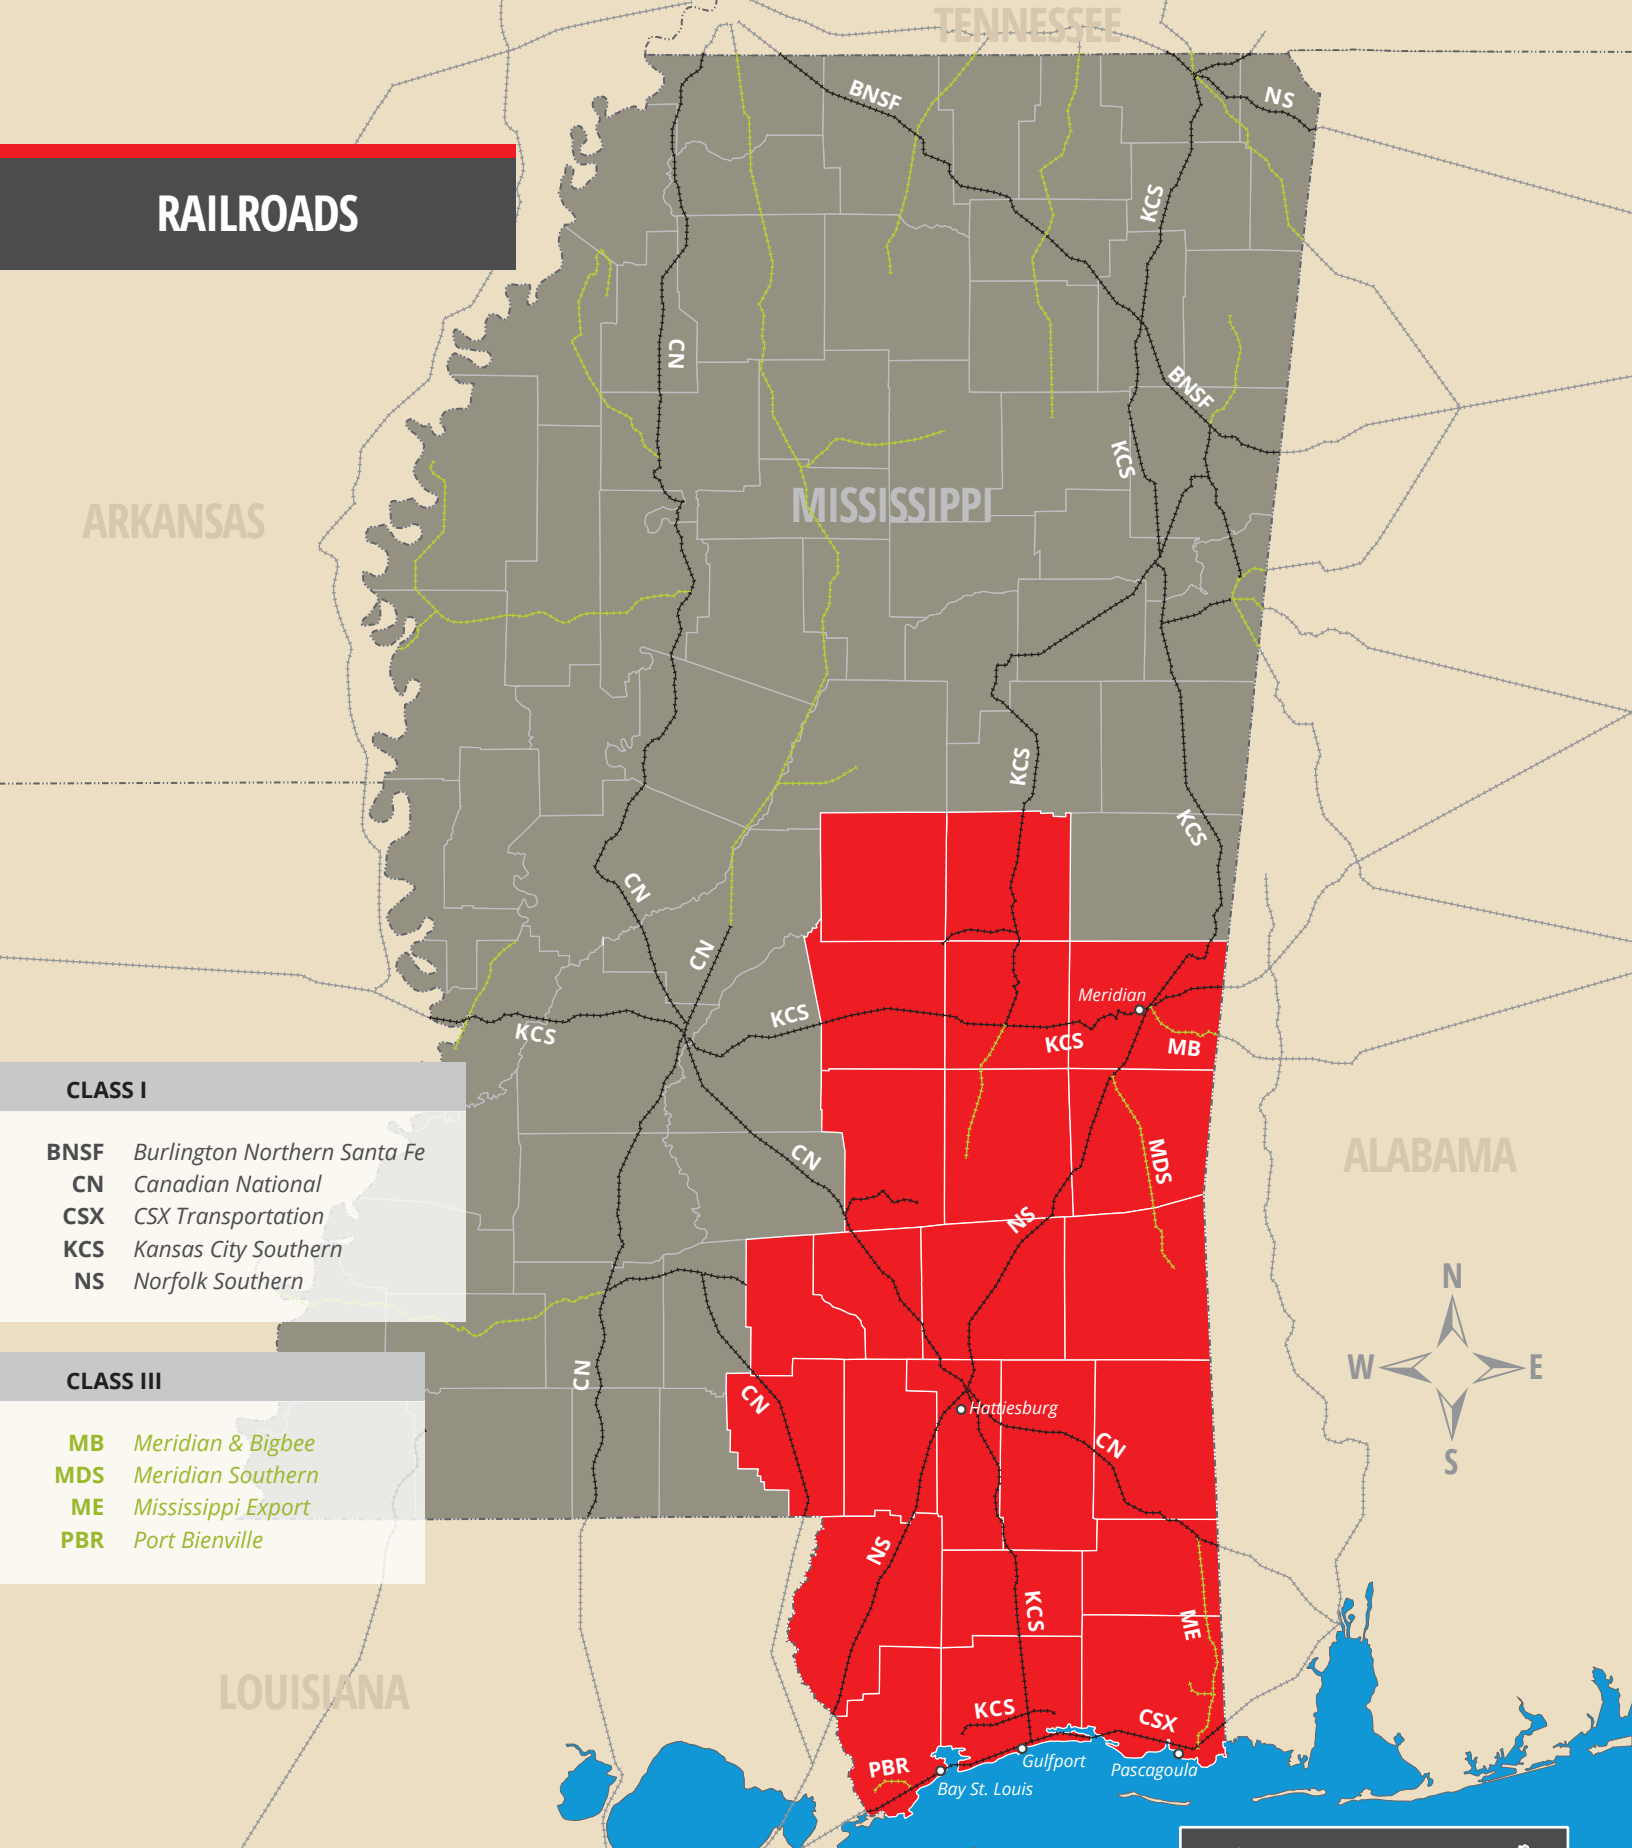 TENNESSEE
BNSF
NS
KCS
RAILROADS
CN
BNSF
KCS
ARKANSAS
MISSISSIPPI
KCS
KCS
CN
CN
Meridian
KCS
KCS
KCS
MB
CLASS I
BNSF Burlington Northern Santa Fe
CN Canadian National
CSX CSX Transportation
KCS Kansas City Southern
NS Norfolk Southern
CN
MDS
ALABAMA
NS
N
W E
S
CLASS III
MB Meridian & Bigbee
MDS Meridian Southern
ME Mississippi Export
PBR Port Bienville
CN
CN
Hattiesburg
CN
NS
KCS
ME
LOUISIANA
KCS
CSX
PBR
Gulfport
Pascagoula
Bay St. Louis